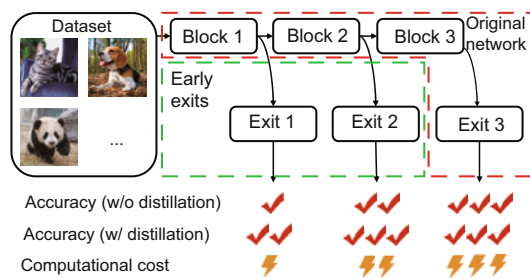 Dataset
...
Block 1
Block 2
Block 3
Original
network
Early
exits
Exit 1
Exit 2
Exit 3
Accuracy (w/o distillation)
Accuracy (w/ distillation)
Computational cost